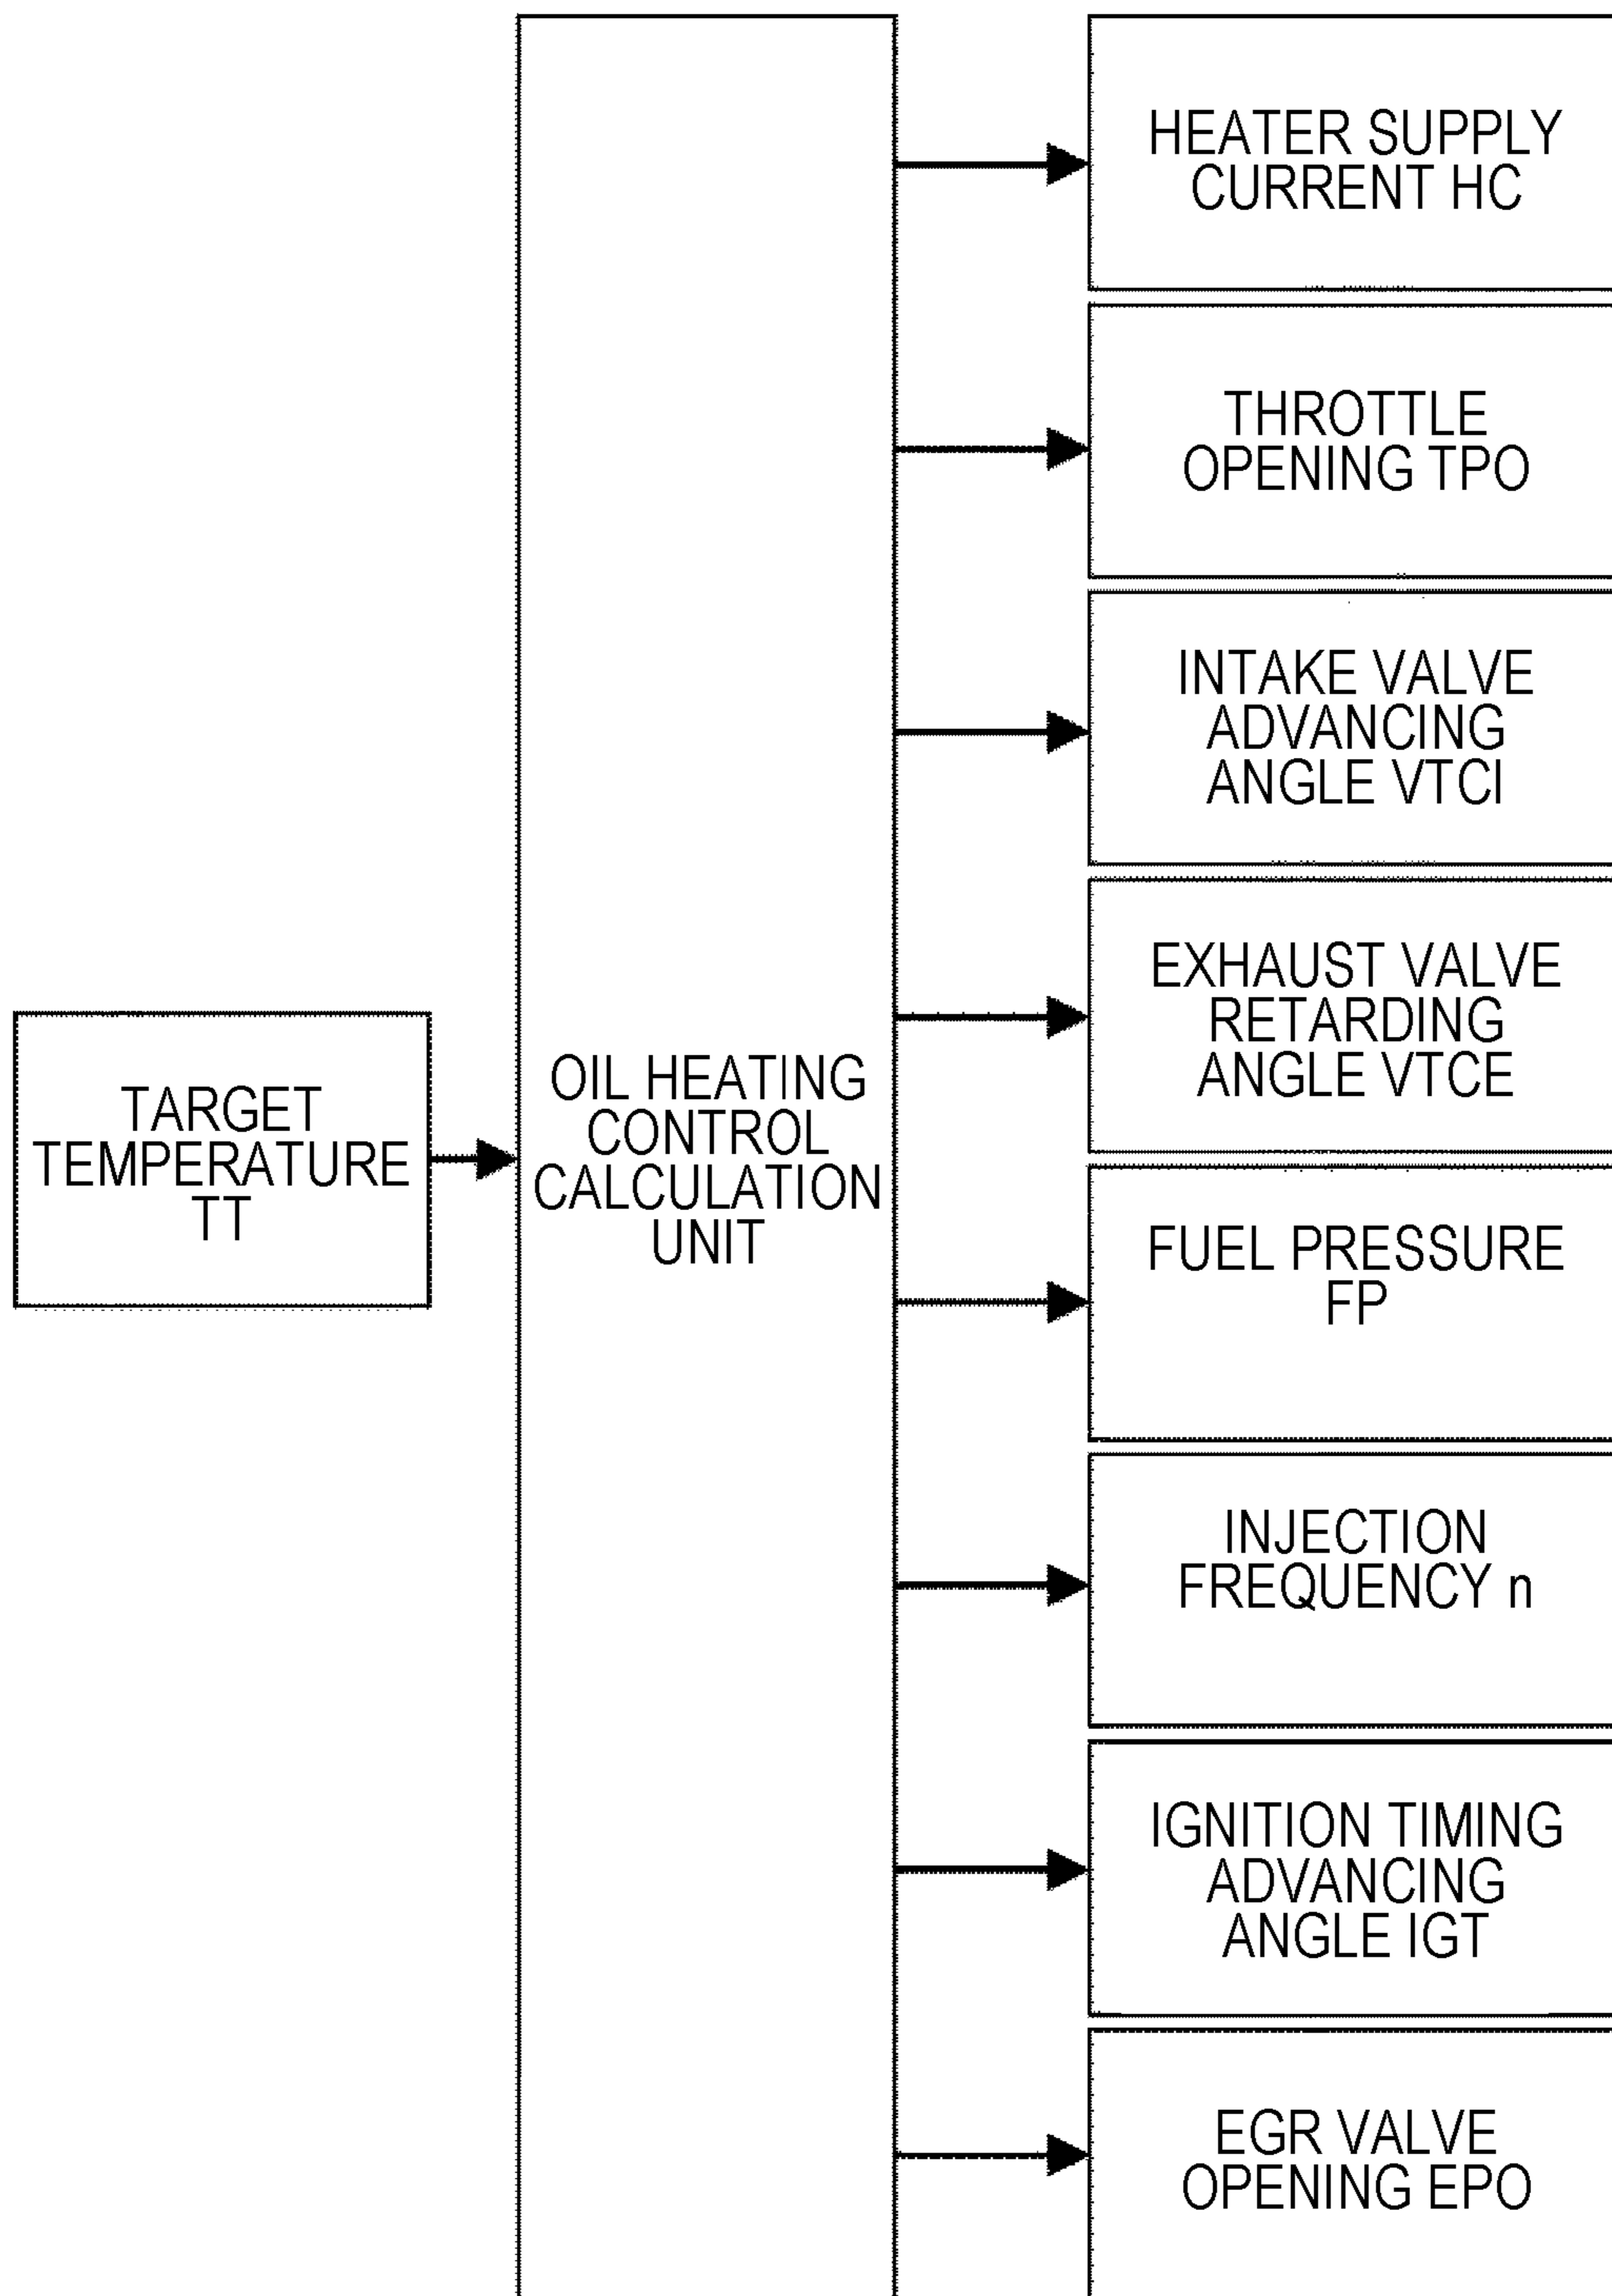 TARGET
TEMPERATURE
TT
OIL HEATING
CONTROL
CALCULATION
UNIT
HEATER SUPPLY
CURRENT HC
THROTTLE
OPENING TPO
INTAKE VALVE
ADVANCING
ANGLE VTCI
EXHAUST VALVE
RETARDING
ANGLE VTCE
FUEL PRESSURE
FP
INJECTION
FREQUENCY n
IGNITION TIMING
ADVANCING
ANGLE IGT
EGR VALVE
OPENING EPO